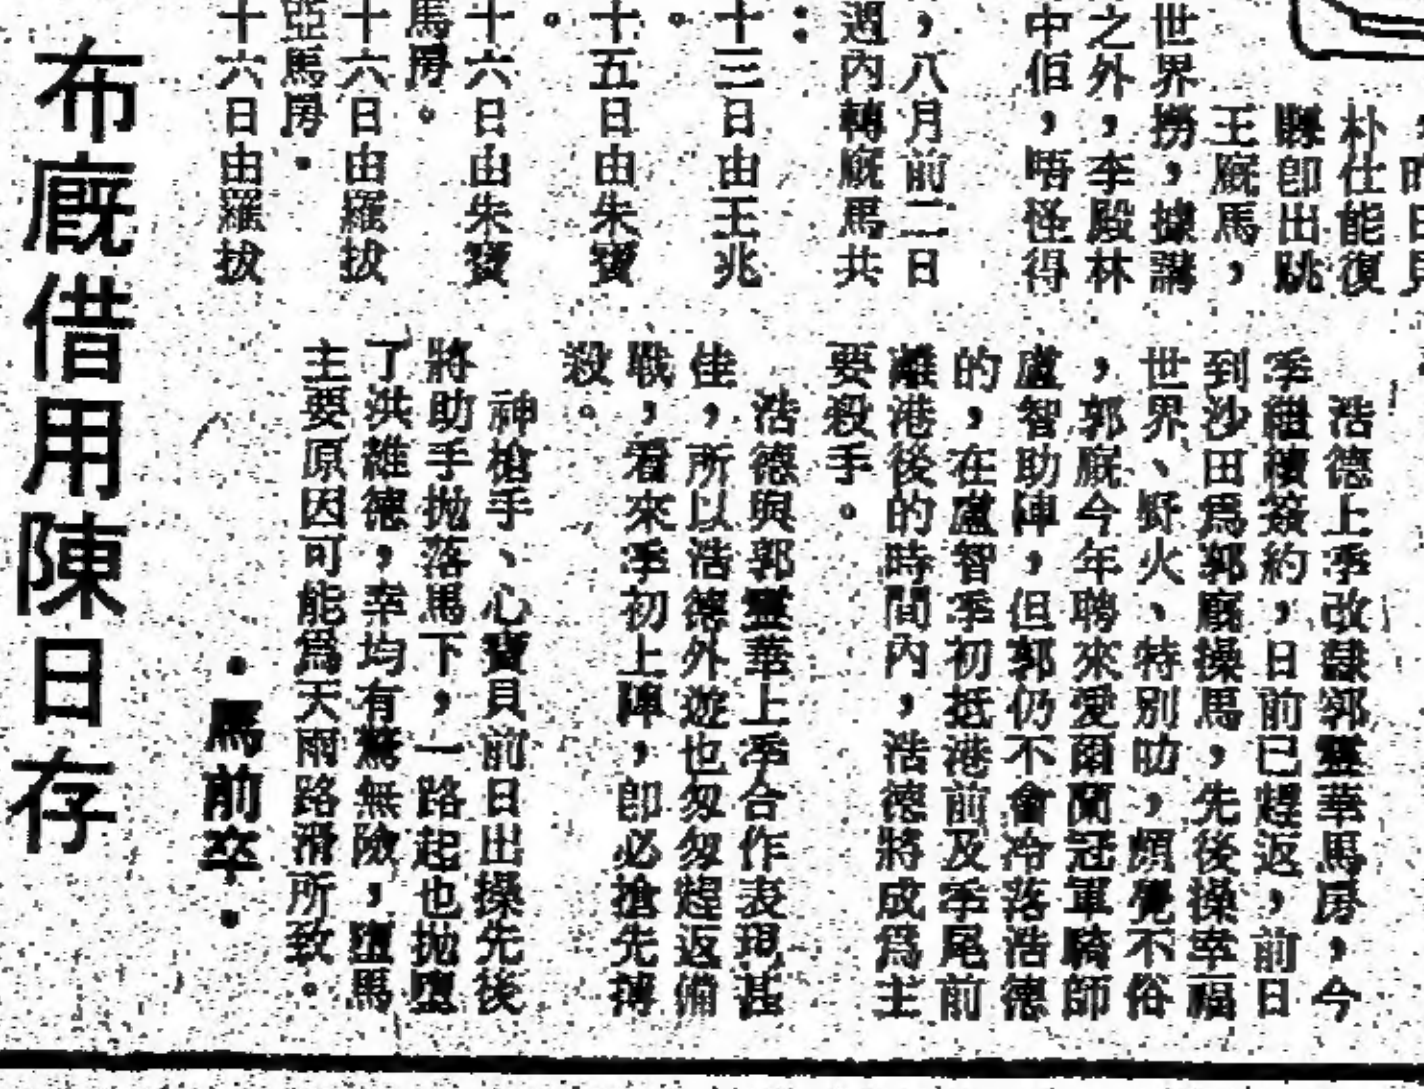 朴仕能復
即出
王廐馬，
世界撈，據講
之外，李殿林
中佢，唔怪得
，八月前二日
週內轉廐馬共
：
十三日由王兆
。
十五日由朱寶
。
十六日由朱寶
馬房。
十六日由羅拔
亞馬房。
十六日由羅拔
浩德上季改隸郭靈華馬房，今
季繼續簽約，日前已趕返，前日
到沙田爲郭廐操馬，先後操幸福
世界、野火、特別叻，頗覺不俗
，郭廐今年聘來愛爾蘭冠軍騎師
盧智助陣，但郭仍不會冷落浩德
的，在盧智季初抵港前及季尾前
離港後的時間內，浩德將成爲主
要殺手。
浩德與郭靈華上季合作表現甚
佳，所以浩德外遊也匆匆趕返備
戰，看來季初上陣，卽必搶先搏
殺。
神槍手、心寶貝前日出操先後
將助手拋落馬下，一路起也拋墮
了洪維德，幸均有驚無險，墮馬
主要原因可能爲天雨路滑所致。
·馬前卒·
布廐借用陳日存